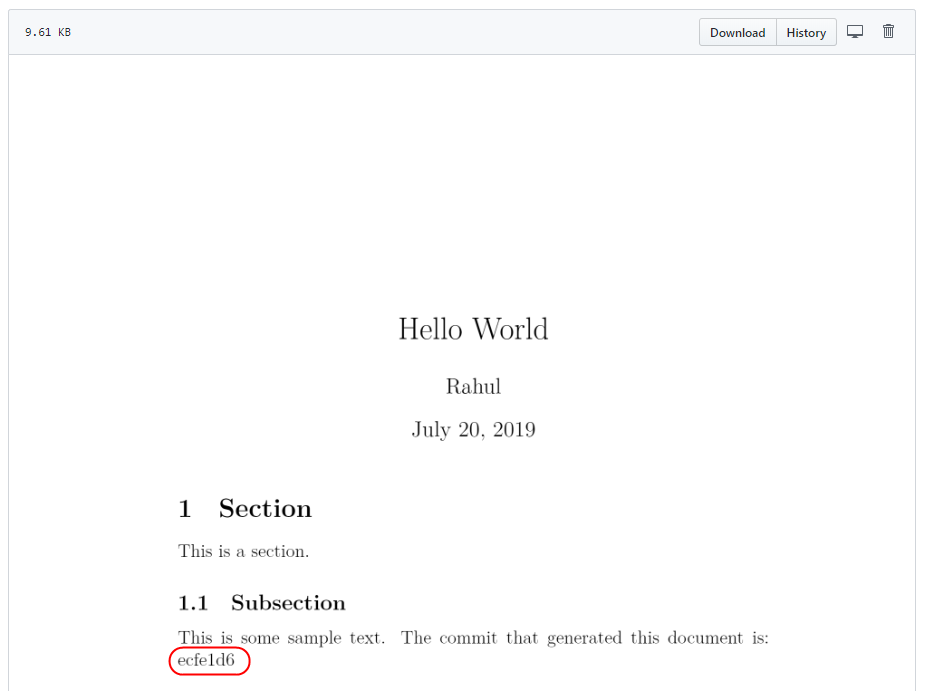 9.61 KB
Download History
Hello World
Rahul
July 20, 2019
1 Section
This is a section.
1.1 Subsection
This is some sample text. The commit that generated this document is:
ecfe1d6